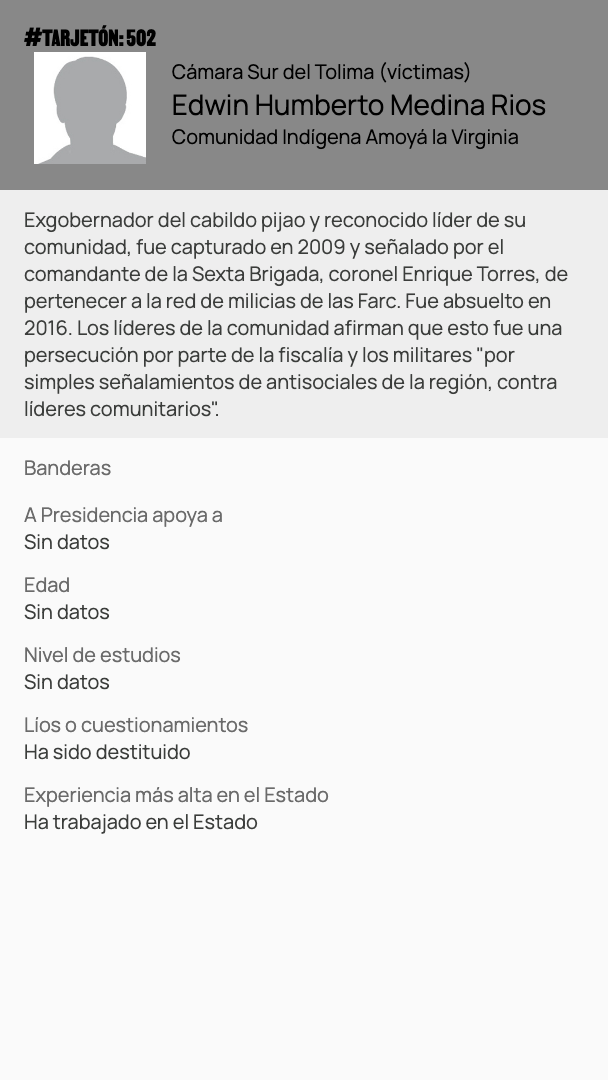 #TARJETÓN: 502
Cámara Sur del Tolima (víctimas)
Edwin Humberto Medina Rios
Comunidad Indígena Amoyá la Virginia
Exgobernador del cabildo pijao y reconocido líder de su
comunidad, fue capturado en 2009 y señalado por el
comandante de la Sexta Brigada, coronel Enrique Torres, de
pertenecer a la red de milicias de las Farc. Fue absuelto en
2016. Los líderes de la comunidad afirman que esto fue una
persecución por parte de la fiscalía y los militares "por
simples señalamientos de antisociales de la región, contra
líderes comunitarios".
Banderas
A Presidencia apoya a
Sin datos
Edad
Sin datos
Nivel de estudios
Sin datos
Líos o cuestionamientos
Ha sido destituido
Experiencia más alta en el Estado
Ha trabajado en el Estado